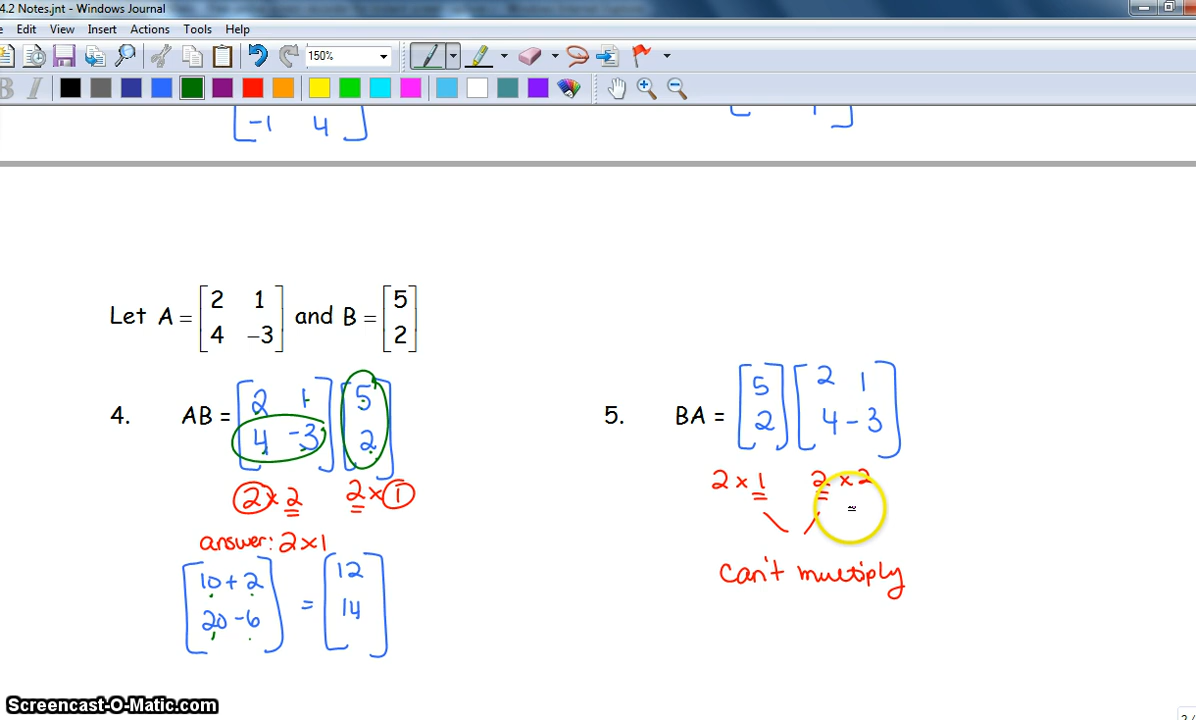 4.2 Notes.jnt - Windows Journal
Edit View Insert Actions Tools Help
B I
150%
-1 4
1
Let A = [2 1 and B = [5
4 -3] 2]
4. AB = [2 1 [5
4 -3] 2]
2 x 2 2 x 1
answer: 2 x 1
[10 + 2 = [12
20 - 6] 14]
5. BA = [5 [2 1
2] 4 -3]
2 x 1 2 x 2
can't multiply
Screencast-O-Matic.com